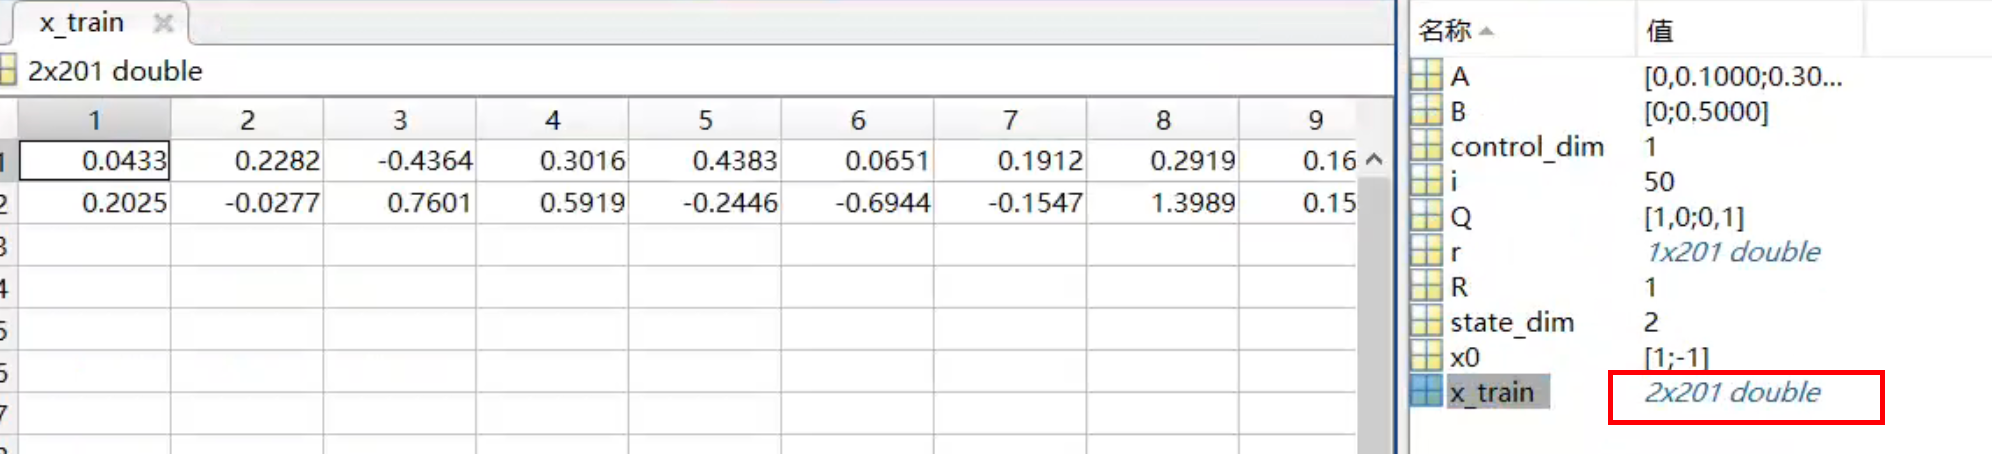 x_train
2x201 double
1 2 3 4 5 6 7 8 9
1 0.0433 0.2282 -0.4364 0.3016 0.4383 0.0651 0.1912 0.2919 0.16
2 0.2025 -0.0277 0.7601 0.5919 -0.2446 -0.6944 -0.1547 1.3989 0.15
3
4
5
6
7
名称 值
A [0,0.1000;0.30...
B [0;0.5000]
control_dim 1
i 50
Q [1,0;0,1]
r 1x201 double
R 1
state_dim 2
x0 [1;-1]
x_train 2x201 double